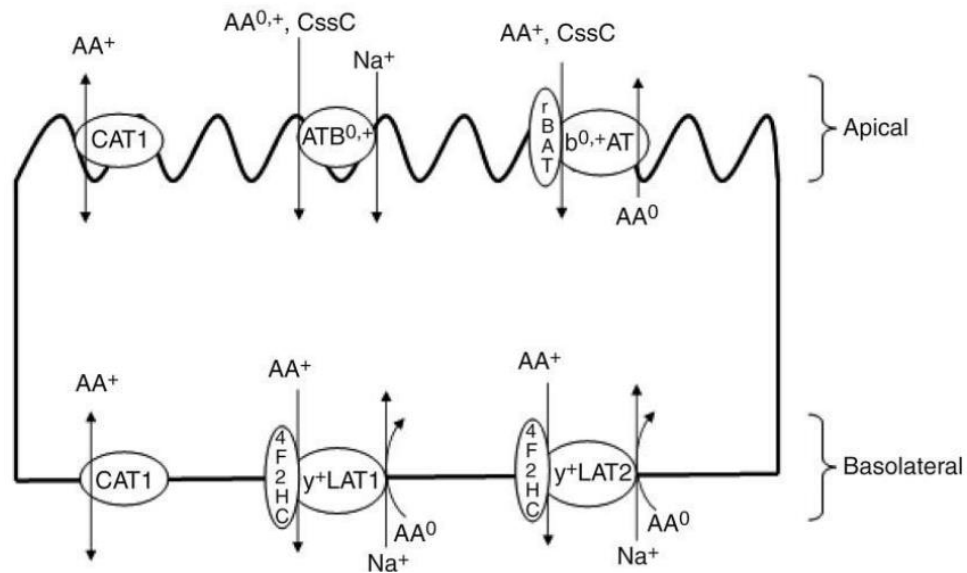 AA⁰,⁺, CssC
AA⁺, CssC
AA⁺
Na⁺
CAT1
ATB⁰,⁺
rBAT
b⁰,⁺AT
Apical
AA⁰
AA⁺
AA⁺
AA⁺
CAT1
4F2HC
y⁺LAT1
4F2HC
y⁺LAT2
Basolateral
AA⁰
AA⁰
Na⁺
Na⁺